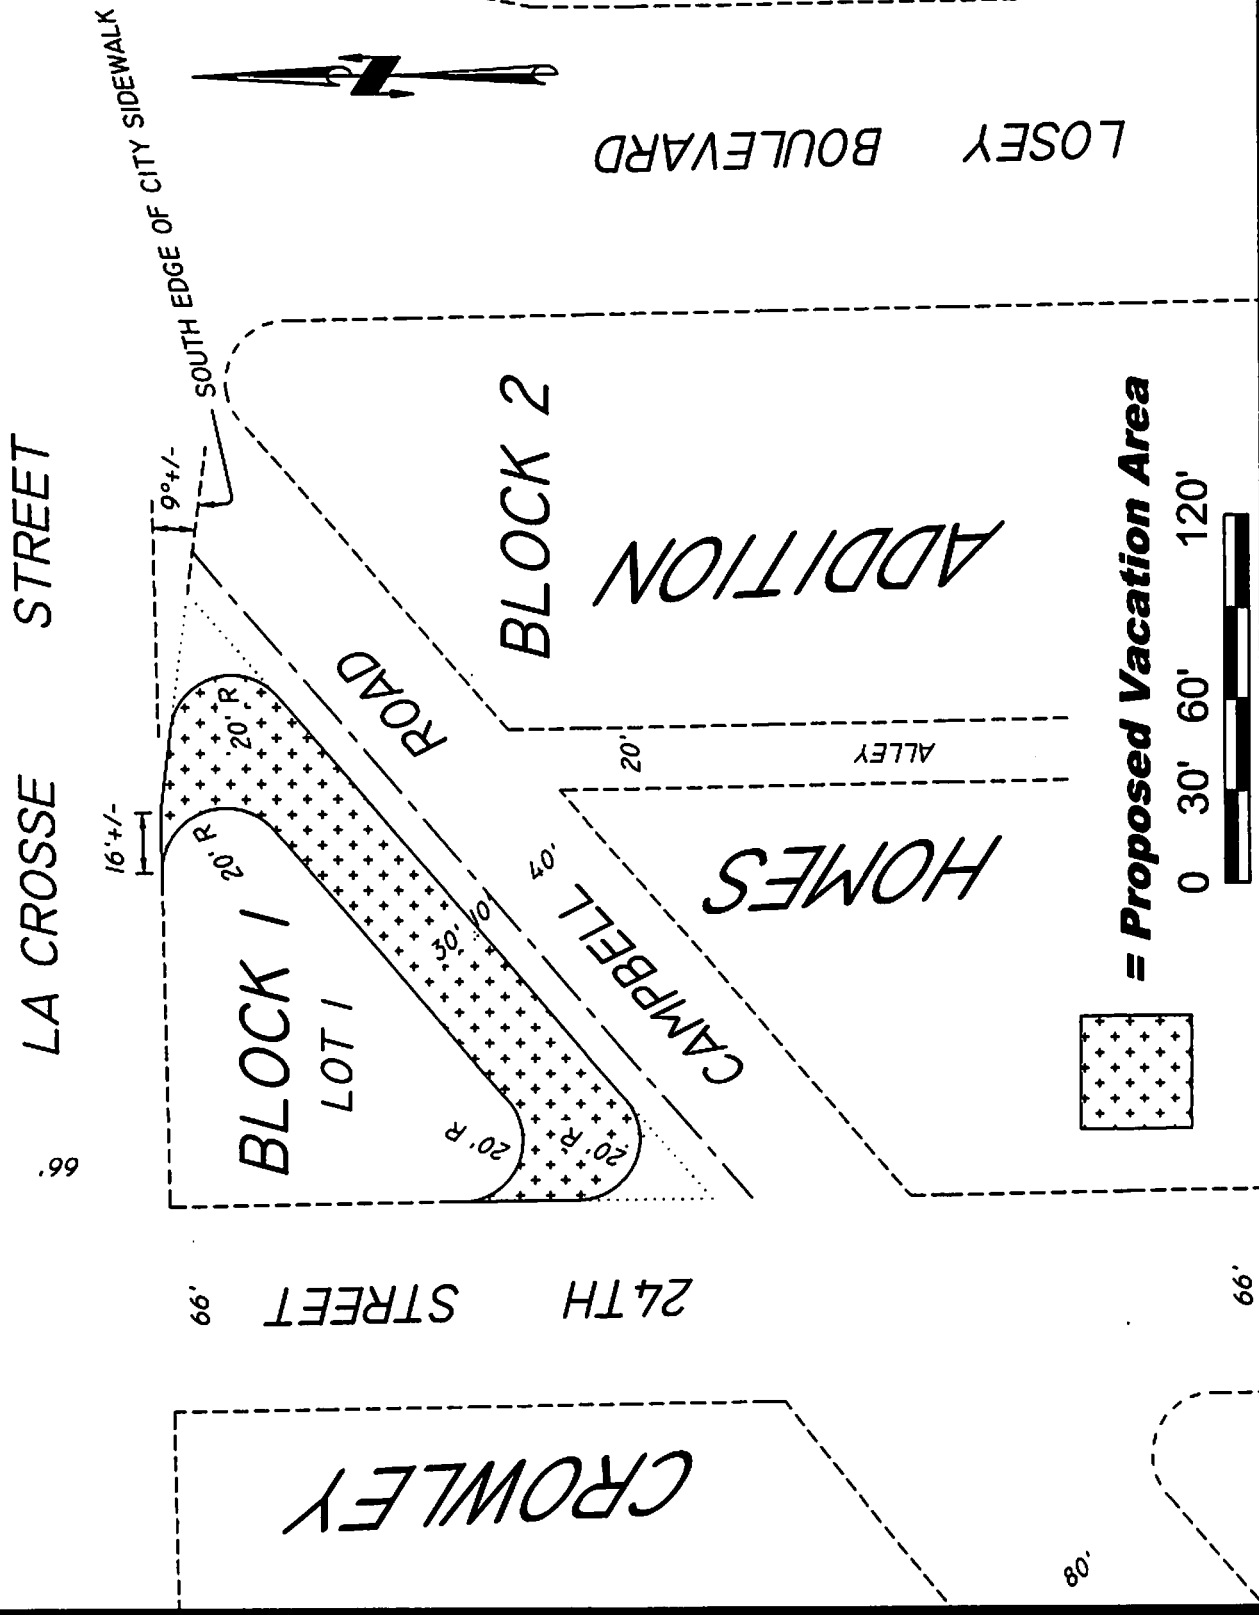 LA CROSSE STREET
66'
16'+/-
9°+/-
SOUTH EDGE OF CITY SIDEWALK
20' R
20' R
BLOCK 1
LOT 1
30'
10'
20' R
20' R
CAMPBELL ROAD
40'
BLOCK 2
20'
ALLEY
LOSEY BOULEVARD
24TH STREET
66'
66'
80'
CROWLEY
HOMES
ADDITION
= Proposed Vacation Area
0 30' 60' 120'